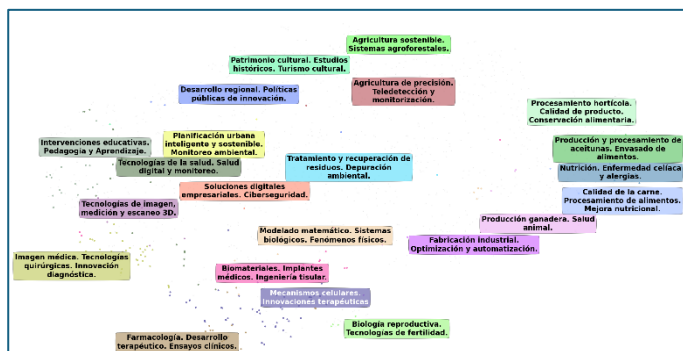 Agricultura sostenible.
Sistemas agroforestales.
Patrimonio cultural. Estudios
históricos. Turismo cultural.
Agricultura de precisión.
Teledetección y
monitorización.
Desarrollo regional. Políticas
públicas de innovación.
Procesamiento hortícola.
Calidad de producto.
Conservación alimentaria.
Intervenciones educativas.
Pedagogía y Aprendizaje.
Planificación urbana
inteligente y sostenible.
Monitoreo ambiental.
Producción y procesamiento de
aceitunas. Envasado de
alimentos.
Tecnologías de la salud. Salud
digital y monitoreo.
Tratamiento y recuperación de
residuos. Depuración
ambiental.
Nutrición. Enfermedad celíaca
y alergias.
Soluciones digitales
empresariales. Ciberseguridad.
Calidad de la carne.
Procesamiento de alimentos.
Mejora nutricional.
Tecnologías de imagen,
medición y escaneo 3D.
Producción ganadera. Salud
animal.
Modelado matemático. Sistemas
biológicos. Fenómenos físicos.
Fabricación industrial.
Optimización y automatización.
Imagen médica. Tecnologías
quirúrgicas. Innovación
diagnóstica.
Biomateriales. Implantes
médicos. Ingeniería tisular.
Mecanismos celulares.
Innovaciones terapéuticas
Biología reproductiva.
Tecnologías de fertilidad.
Farmacología. Desarrollo
terapéutico. Ensayos clínicos.